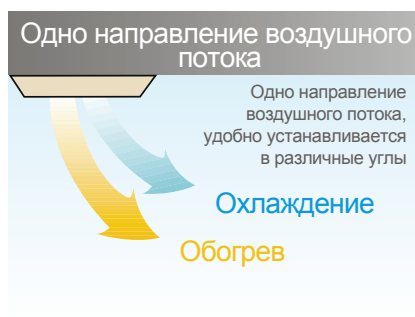 Одно направление воздушного
потока
Одно направление
воздушного потока,
удобно устанавливается
в различные углы
Охлаждение
Обогрев